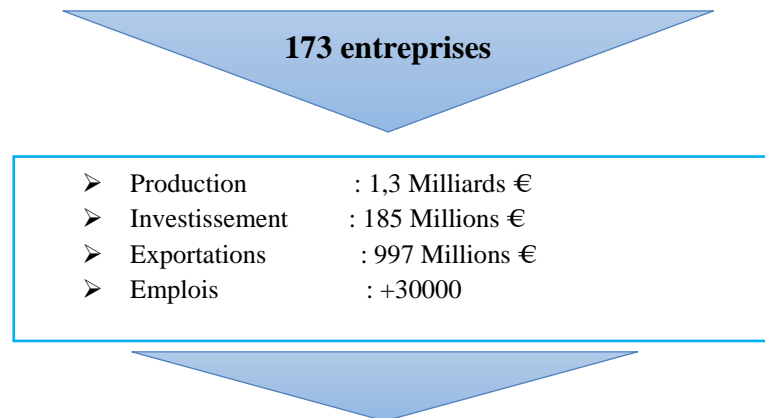 173 entreprises
➢ Production : 1,3 Milliards €
➢ Investissement : 185 Millions €
➢ Exportations : 997 Millions €
➢ Emplois : +30000